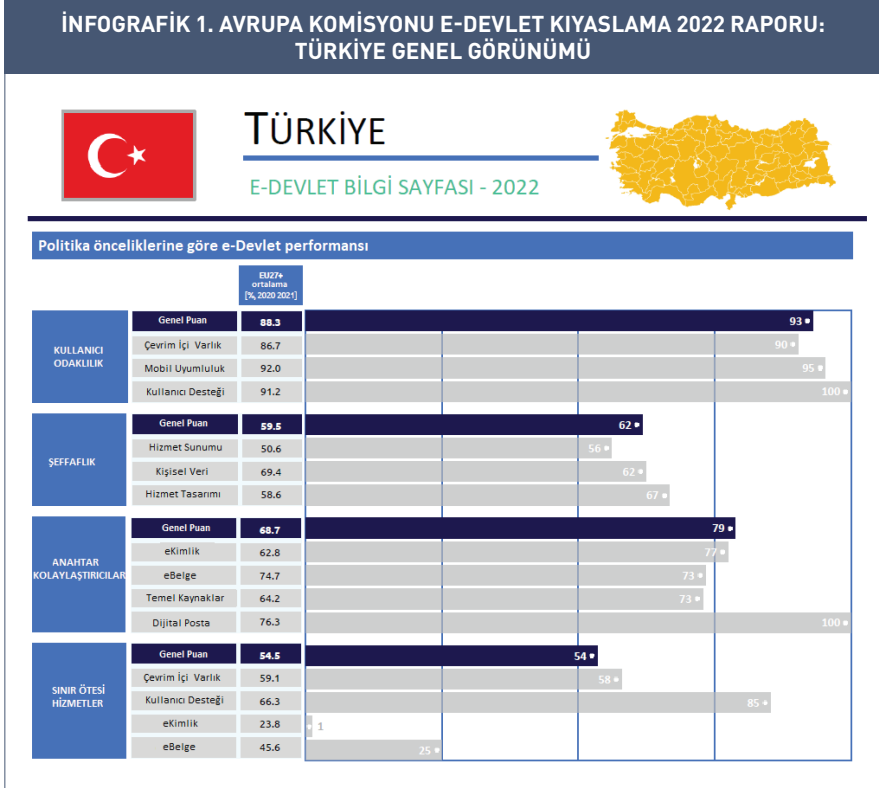 İNFOGRAFİK 1. AVRUPA KOMİSYONU E-DEVLET KIYASLAMA 2022 RAPORU:
TÜRKİYE GENEL GÖRÜNÜMÜ
TÜRKİYE
E-DEVLET BİLGİ SAYFASI - 2022
Politika önceliklerine göre e-Devlet performansı
EU27+
ortalama
[%, 2020 2021]
KULLANICI
ODAKLILIK
Genel Puan 88.3 93
Çevrim İçi Varlık 86.7 90
Mobil Uyumluluk 92.0 95
Kullanıcı Desteği 91.2 100
ŞEFFAFLIK
Genel Puan 59.5 62
Hizmet Sunumu 50.6 56
Kişisel Veri 69.4 62
Hizmet Tasarımı 58.6 67
ANAHTAR
KOLAYLAŞTIRICILAR
Genel Puan 68.7 79
eKimlik 62.8 77
eBelge 74.7 73
Temel Kaynaklar 64.2 73
Dijital Posta 76.3 100
SINIR ÖTESİ
HİZMETLER
Genel Puan 54.5 54
Çevrim İçi Varlık 59.1 58
Kullanıcı Desteği 66.3 85
eKimlik 23.8 1
eBelge 45.6 25